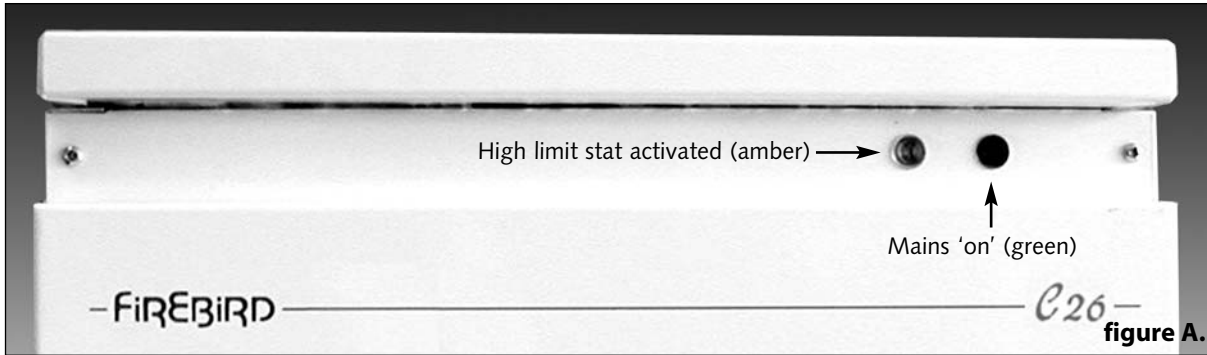 High limit stat activated (amber)
Mains ‘on’ (green)
FiREBiRD
C26
figure A.